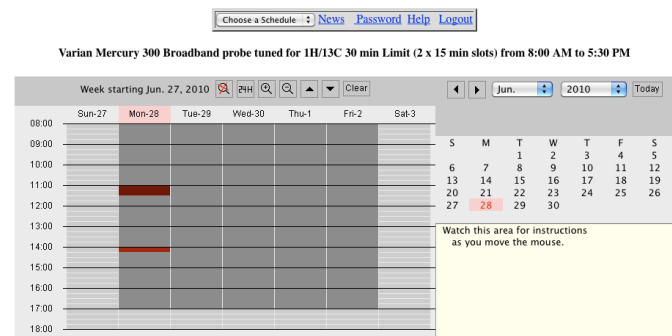 Choose a Schedule News Password Help Logout
Varian Mercury 300 Broadband probe tuned for 1H/13C 30 min Limit (2 x 15 min slots) from 8:00 AM to 5:30 PM
Week starting Jun. 27, 2010 24H Clear Jun. 2010 Today
Sun-27 Mon-28 Tue-29 Wed-30 Thu-1 Fri-2 Sat-3
08:00
09:00
10:00
11:00
12:00
13:00
14:00
15:00
16:00
17:00
18:00
S M T W T F S
1 2 3 4 5
6 7 8 9 10 11 12
13 14 15 16 17 18 19
20 21 22 23 24 25 26
27 28 29 30
Watch this area for instructions
as you move the mouse.